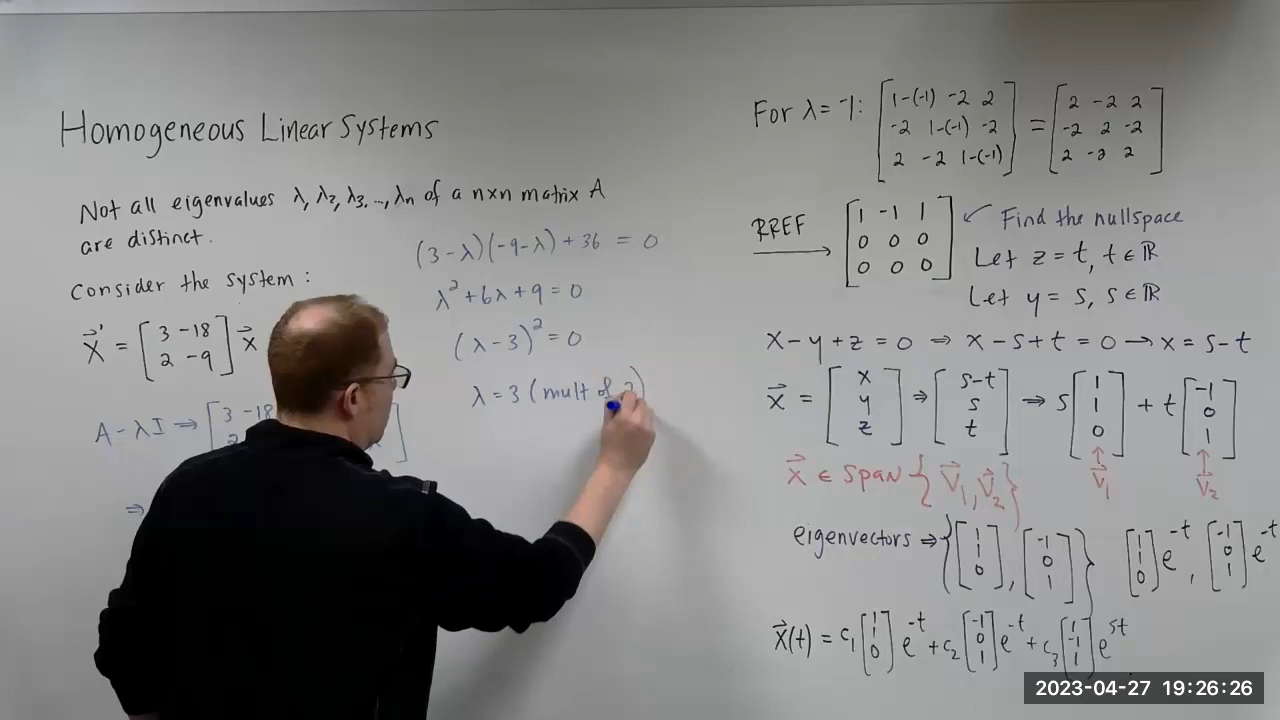 Homogeneous Linear Systems
Not all eigenvalues λ, λ₂, λ₃, ..., λn of a n×n matrix A
are distinct.
Consider the system:
x⃗' = [3 -18; 2 -9] x⃗
A - λI ⇒ [3 -18
⇒
(3-λ)(-9-λ) + 36 = 0
λ² + 6λ + 9 = 0
(λ - 3)² = 0
λ = 3 (mult of
For λ = -1: [1-(-1) -2 2; -2 1-(-1) -2; 2 -2 1-(-1)] = [2 -2 2; -2 2 -2; 2 -2 2]
RREF → [1 -1 1; 0 0 0; 0 0 0] Find the nullspace
Let z = t, t ∈ ℝ
Let y = s, s ∈ ℝ
x - y + z = 0 ⇒ x - s + t = 0 → x = s - t
x⃗ = [x; y; z] ⇒ [s-t; s; t] ⇒ s [1; 1; 0] + t [-1; 0; 1]
x⃗ ∈ span {v⃗₁, v⃗₂} v⃗₁ v⃗₂
eigenvectors ⇒ {[1; 1; 0], [-1; 0; 1]} [1; 1; 0] e^-t, [-1; 0; 1] e^-t
x⃗(t) = c₁ [1; 1; 0] e^-t + c₂ [-1; 0; 1] e^-t + c₃ [1; -1; 1] e^5t
2023-04-27 19:26:26